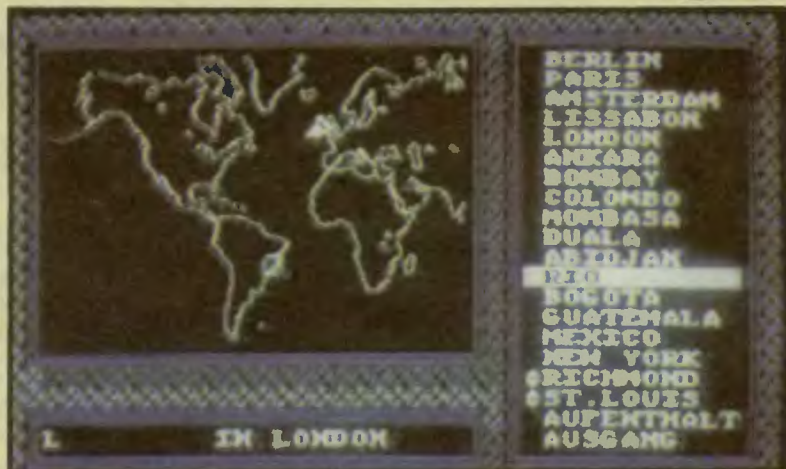 BERLIN
PARIS
AMSTERDAM
LISSABON
LONDON
ANKARA
BOMBAY
COLOMBO
MOMBASA
DUALA
ABIDJAN
RIO
BOGOTA
GUATEMALA
MEXICO
NEW YORK
RICHMOND
ST.LOUIS
AUFENTHALT
AUSGANG
L IN LONDON